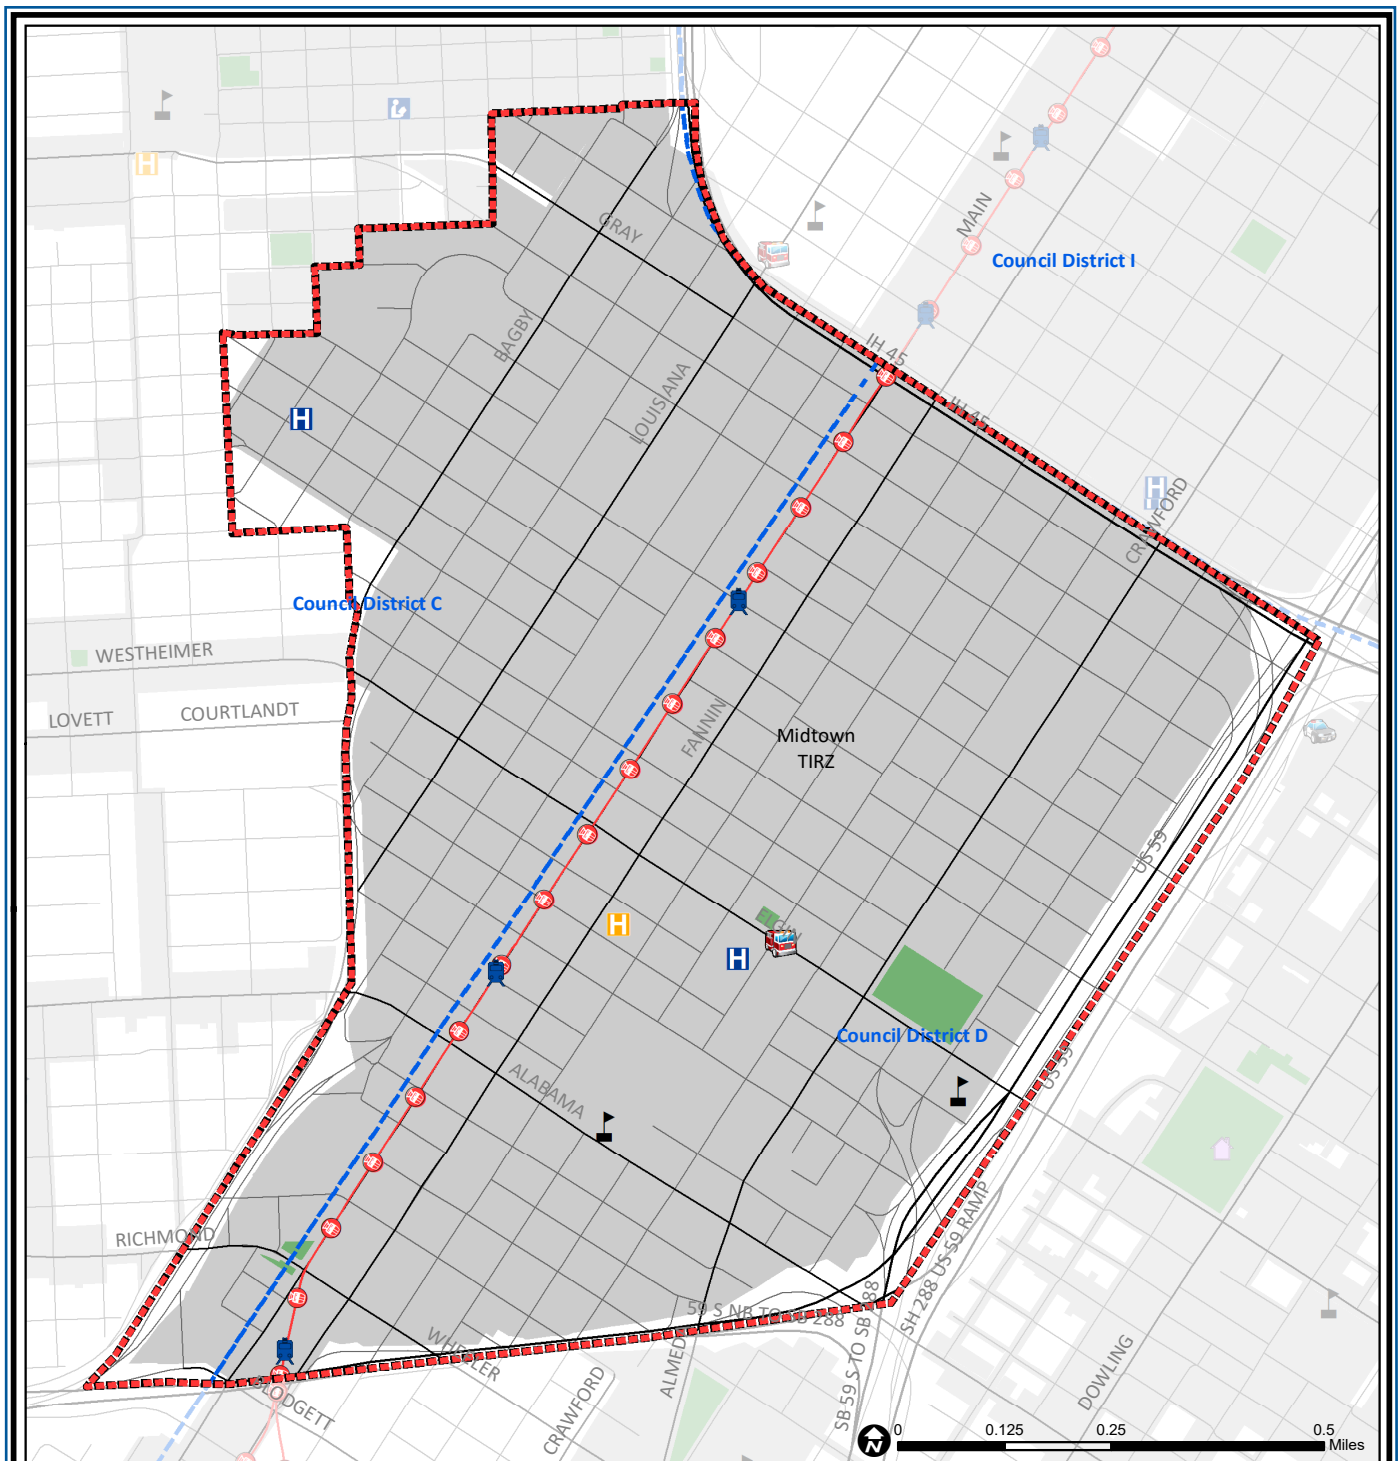 MAIN
Council District I
GRAY
IH 45
BAGBY
LOUISIANA
IH 45
H
H
H
CRAWFORD
Council District C
WESTHEIMER
LOVETT
COURTLANDT
FANNIN
Midtown
TIRZ
US 59
H
ELGIN
H
Council District D
US 59
ALABAMA
RICHMOND
SH 288 US 59 RAMP
59 S NB TO SB 288
SB 59 S TO SB 288
WHEELER
BLODGETT
CRAWFORD
ALMED
DOWLING
N
0
0.125
0.25
0.5
Miles